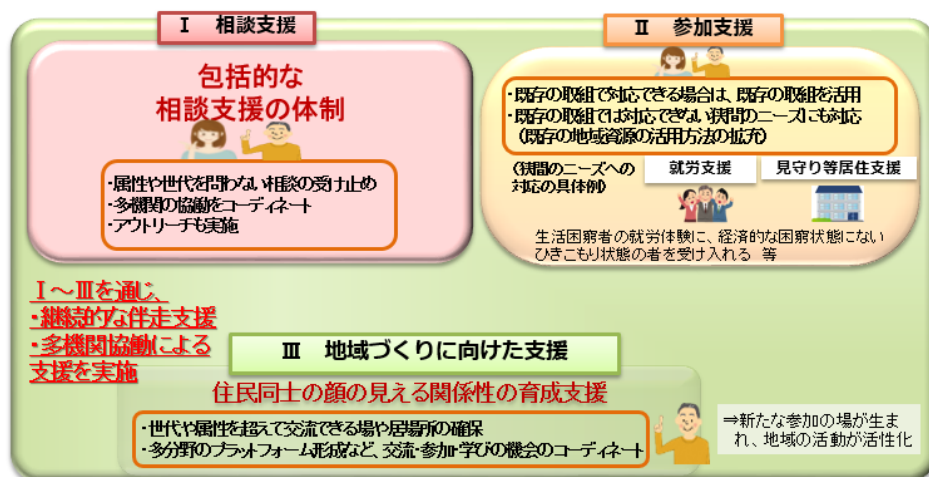 Ⅰ 相談支援
包括的な
相談支援の体制
・属性や世代を問わない相談の受け止め
・多機関の協働をコーディネート
・アウトリーチも実施
Ⅱ 参加支援
・既存の取組で対応できる場合は、既存の取組を活用
・既存の取組では対応できない狭間のニーズにも対応
(既存の地域資源の活用方法の拡充)
(狭間のニーズへの
対応の具体例)
就労支援
見守り等居住支援
生活困窮者の就労体験に、経済的な困窮状態にない
ひきこもり状態の者を受け入れる 等
Ⅰ～Ⅲを通じ、
・継続的な伴走支援
・多機関協働による
支援を実施
Ⅲ 地域づくりに向けた支援
住民同士の顔の見える関係性の育成支援
・世代や属性を超えて交流できる場や居場所の確保
・多分野のプラットフォーム形成など、交流・参加・学びの機会のコーディネート
⇒新たな参加の場が生ま
れ、地域の活動が活性化